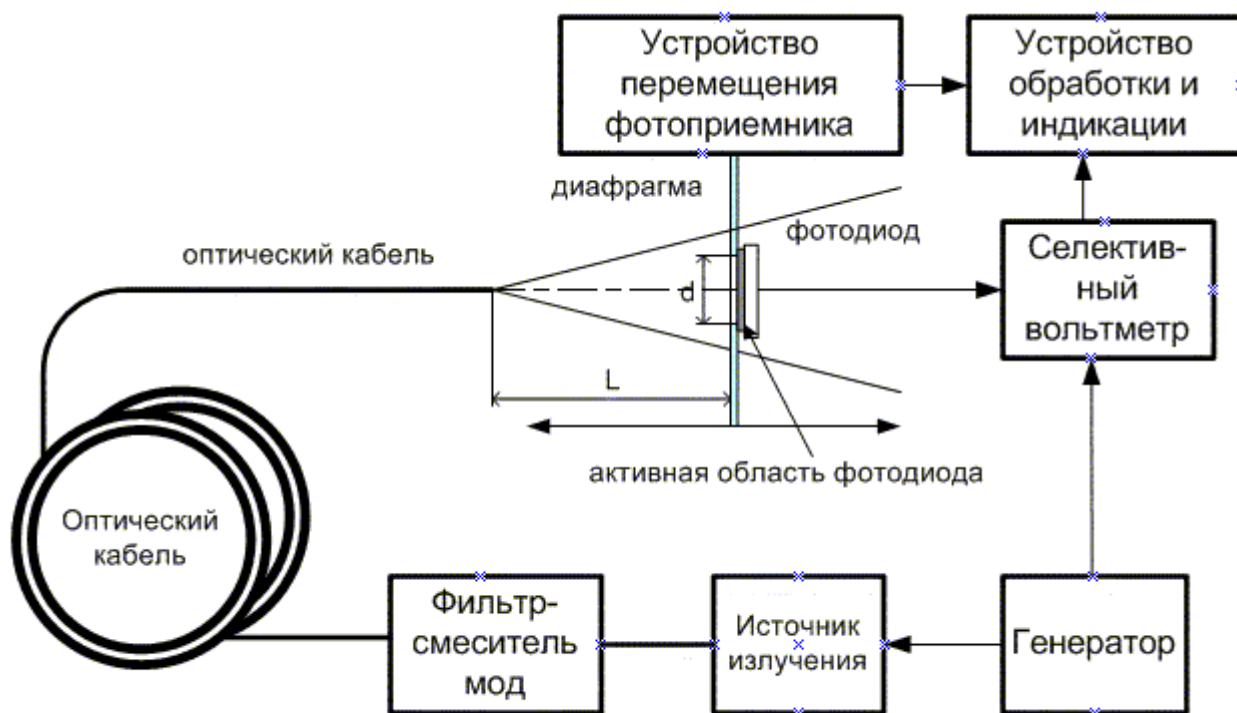 Устройство
перемещения
фотоприемника
Устройство
обработки и
индикации
диафрагма
фотодиод
оптический кабель
d
Селектив-
ный
вольтметр
L
активная область фотодиода
Оптический
кабель
Фильтр-
смеситель
мод
Источник
излучения
Генератор